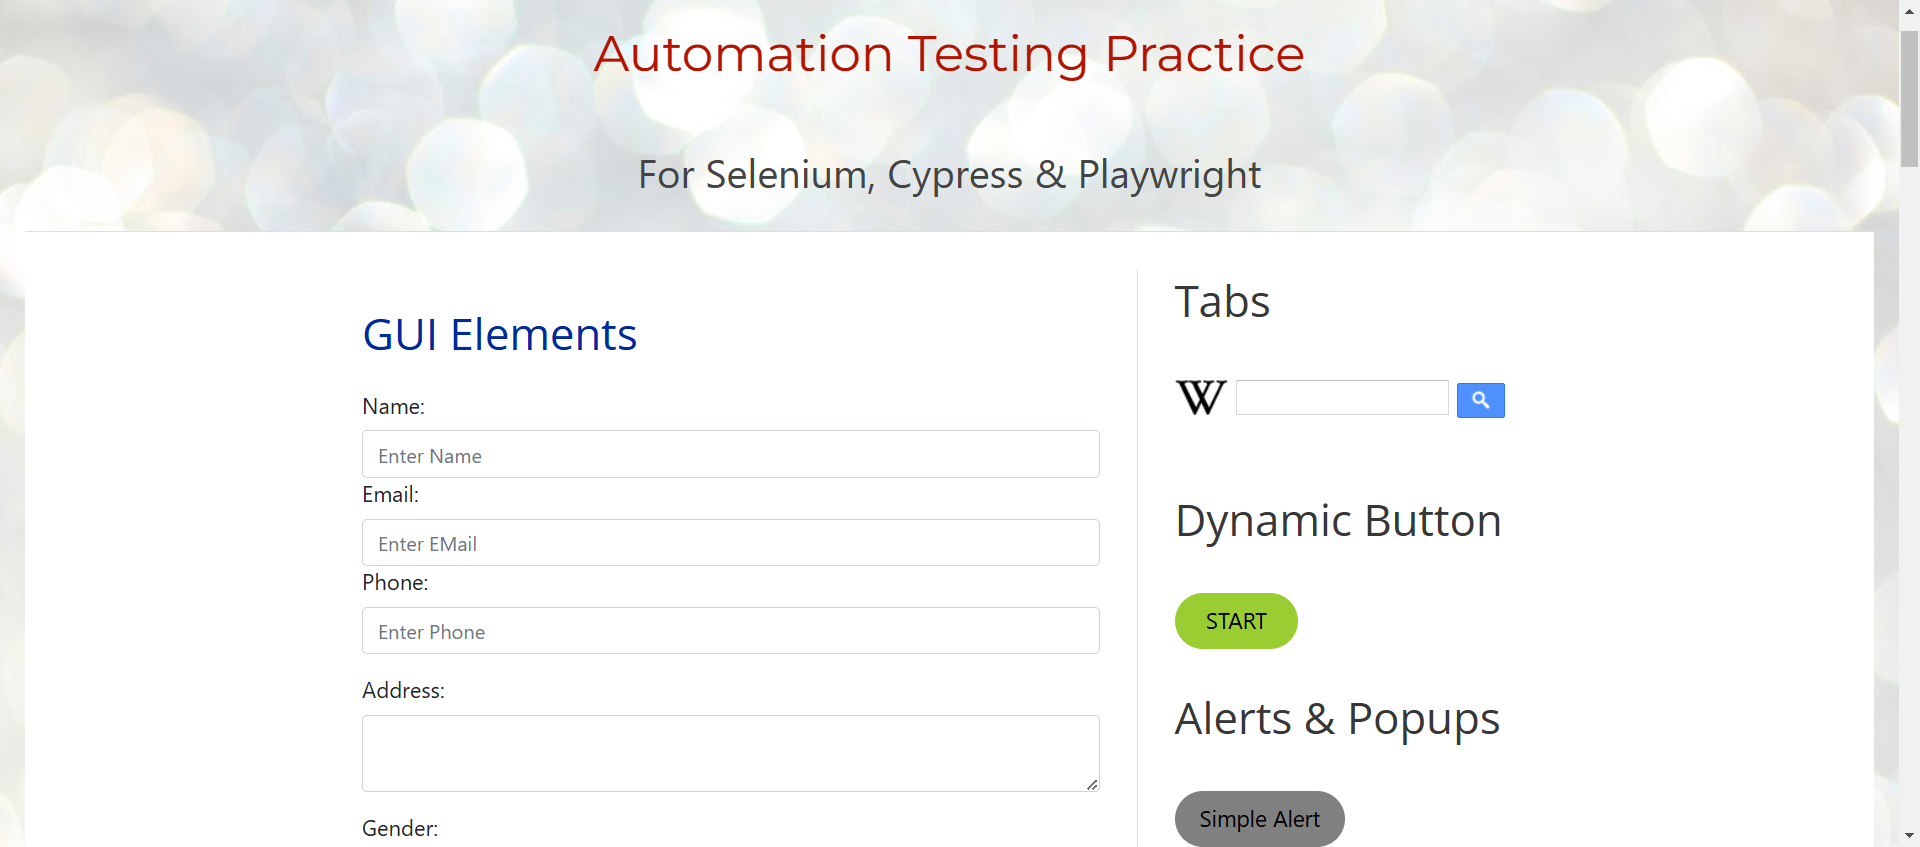 Automation Testing Practice
For Selenium, Cypress & Playwright
GUI Elements
Name:
Enter Name
Email:
Enter EMail
Phone:
Enter Phone
Address:
Gender:
Tabs
W
Dynamic Button
START
Alerts & Popups
Simple Alert